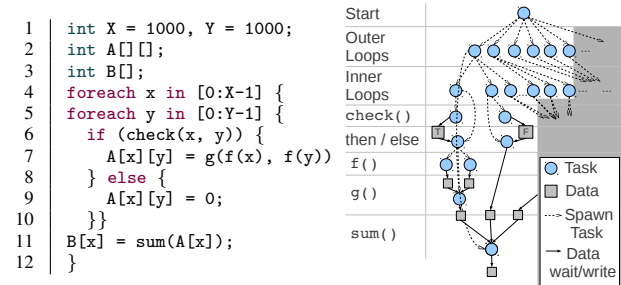 1 int X = 1000, Y = 1000;
2 int A[][];
3 int B[];
4 foreach x in [0:X-1] {
5 foreach y in [0:Y-1] {
6 if (check(x, y)) {
7 A[x][y] = g(f(x), f(y))
8 } else {
9 A[x][y] = 0;
10 }}
11 B[x] = sum(A[x]);
12 }
Start
Outer
Loops
...
Inner
Loops
...
check()
T
F
then / else
f()
g()
sum()
Task
Data
Spawn
Task
Data
wait/write